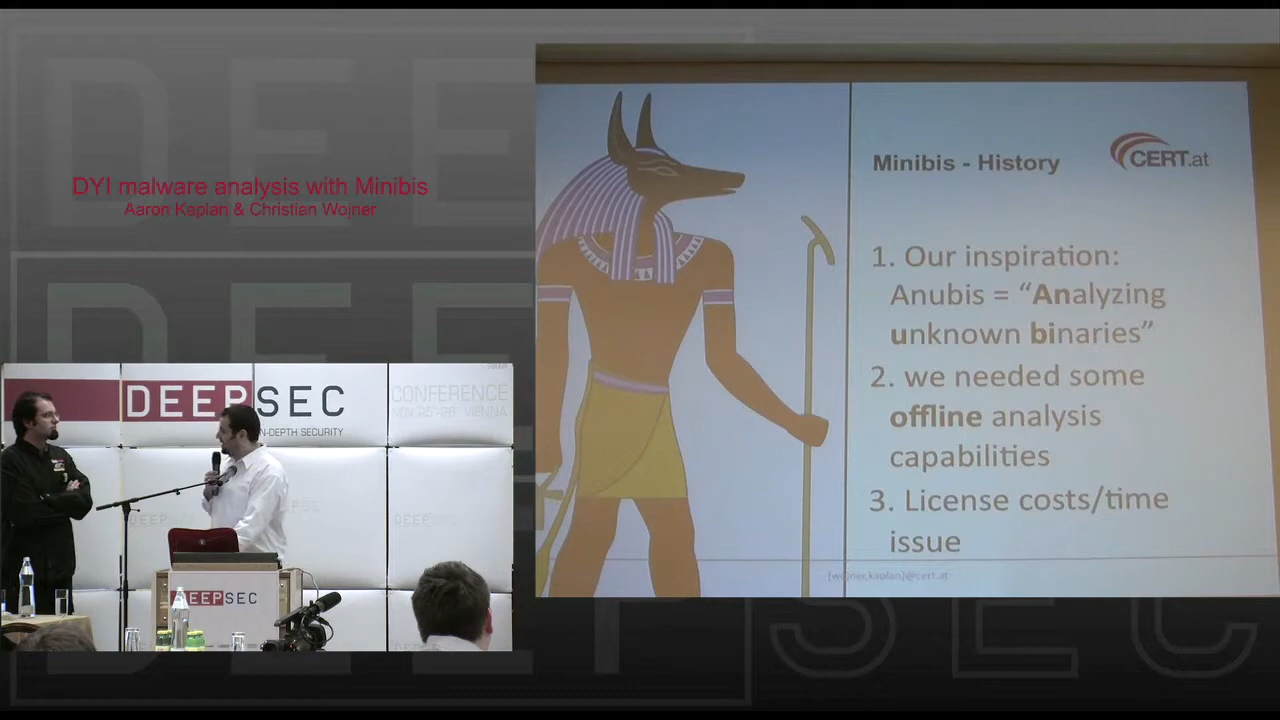 DYI malware analysis with Minibis
Aaron Kaplan & Christian Wojner
Minibis - History
CERT.at
1. Our inspiration:
Anubis = “Analyzing
unknown binaries”
2. we needed some
offline analysis
capabilities
3. License costs/time
issue
{wojner,kaplan}@cert.at
DEEPSEC
IN-DEPTH SECURITY
CONFERENCE
DEEPSEC
DEEPSEC